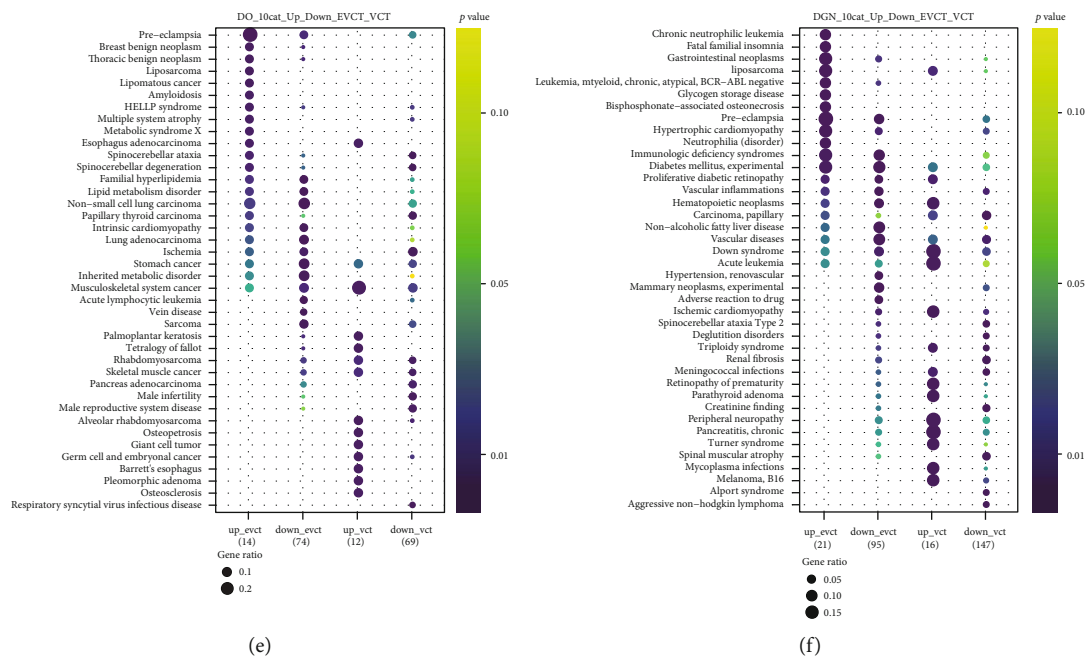 DO_10cat_Up_Down_EVCT_VCT
p value
Pre-eclampsia
Breast benign neoplasm
Thoracic benign neoplasm
Liposarcoma
Lipomatous cancer
Amyloidosis
HELLP syndrome
Multiple system atrophy
Metabolic syndrome X
Esophagus adenocarcinoma
Spinocerebellar ataxia
Spinocerebellar degeneration
Familial hyperlipidemia
Lipid metabolism disorder
Non-small cell lung carcinoma
Papillary thyroid carcinoma
Intrinsic cardiomyopathy
Lung adenocarcinoma
Ischemia
Stomach cancer
Inherited metabolic disorder
Musculoskeletal system cancer
Acute lymphocytic leukemia
Vein disease
Sarcoma
Palmoplantar keratosis
Tetralogy of fallot
Rhabdomyosarcoma
Skeletal muscle cancer
Pancreas adenocarcinoma
Male infertility
Male reproductive system disease
Alveolar rhabdomyosarcoma
Osteopetrosis
Giant cell tumor
Germ cell and embryonal cancer
Barrett's esophagus
Pleomorphic adenoma
Osteosclerosis
Respiratory syncytial virus infectious disease
0.10
0.05
0.01
up_evct down_evct up_vct down_vct
(14) (74) (12) (69)
Gene ratio
0.1
0.2
(e)
DGN_10cat_Up_Down_EVCT_VCT
p value
Chronic neutrophilic leukemia
Fatal familial insomnia
Gastrointestinal neoplasms
liposarcoma
Leukemia, mtyeloid, chronic, atypical, BCR-ABL negative
Glycogen storage disease
Bisphosphonate-associated osteonecrosis
Pre-eclampsia
Hypertrophic cardiomyopathy
Neutrophilia (disorder)
Immunologic deficiency syndromes
Diabetes mellitus, experimental
Proliferative diabetic retinopathy
Vascular inflammations
Hematopoietic neoplasms
Carcinoma, papillary
Non-alcoholic fatty liver disease
Vascular diseases
Down syndrome
Acute leukemia
Hypertension, renovascular
Mammary neoplasms, experimental
Adverse reaction to drug
Ischemic cardiomyopathy
Spinocerebellar ataxia Type 2
Deglutition disorders
Triploidy syndrome
Renal fibrosis
Meningococcal infections
Retinopathy of prematurity
Parathyroid adenoma
Creatinine finding
Peripheral neuropathy
Pancreatitis, chronic
Turner syndrome
Spinal muscular atrophy
Mycoplasma infections
Melanoma, B16
Alport syndrome
Aggressive non-hodgkin lymphoma
0.10
0.05
0.01
up_evct down_evct up_vct down_vct
(21) (95) (16) (147)
Gene ratio
0.05
0.10
0.15
(f)